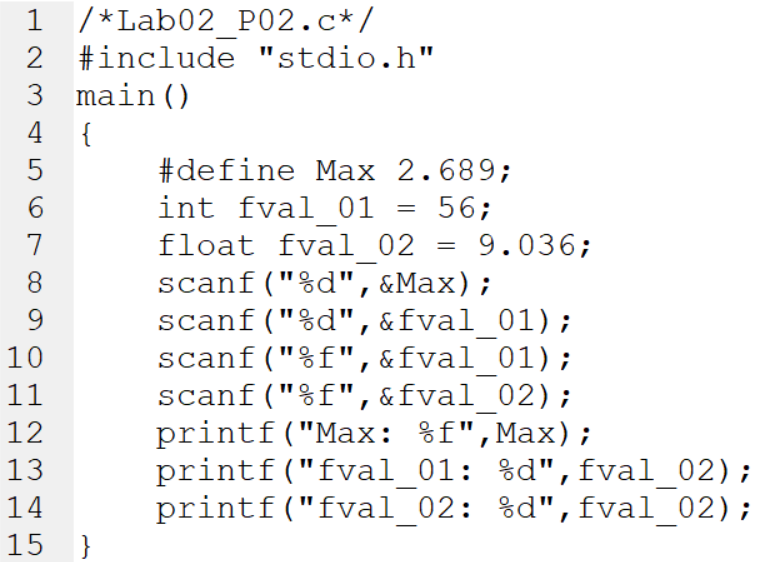 1 /*Lab02_P02.c*/
2 #include "stdio.h"
3 main()
4 {
5     #define Max 2.689;
6     int fval_01 = 56;
7     float fval_02 = 9.036;
8     scanf("%d",&Max);
9     scanf("%d",&fval_01);
10     scanf("%f",&fval_01);
11     scanf("%f",&fval_02);
12     printf("Max: %f",Max);
13     printf("fval_01: %d",fval_02);
14     printf("fval_02: %d",fval_02);
15 }